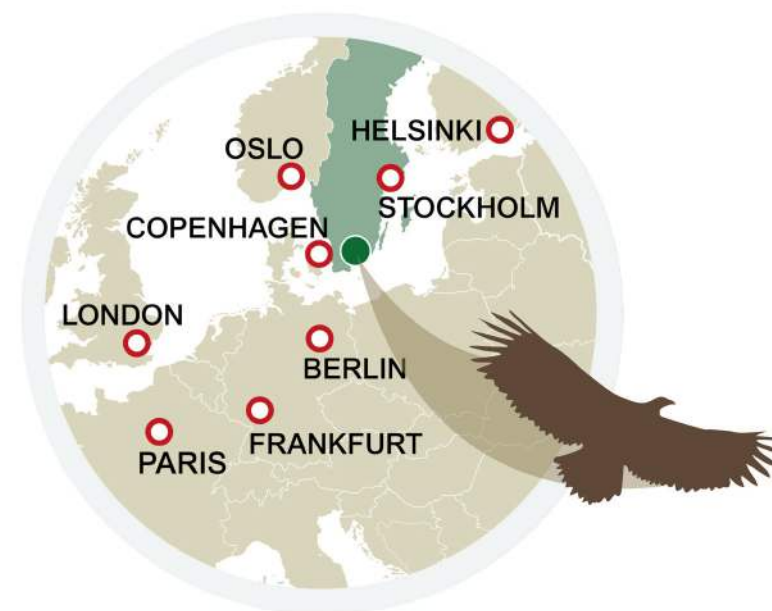 HELSINKI
OSLO
STOCKHOLM
COPENHAGEN
LONDON
BERLIN
FRANKFURT
PARIS